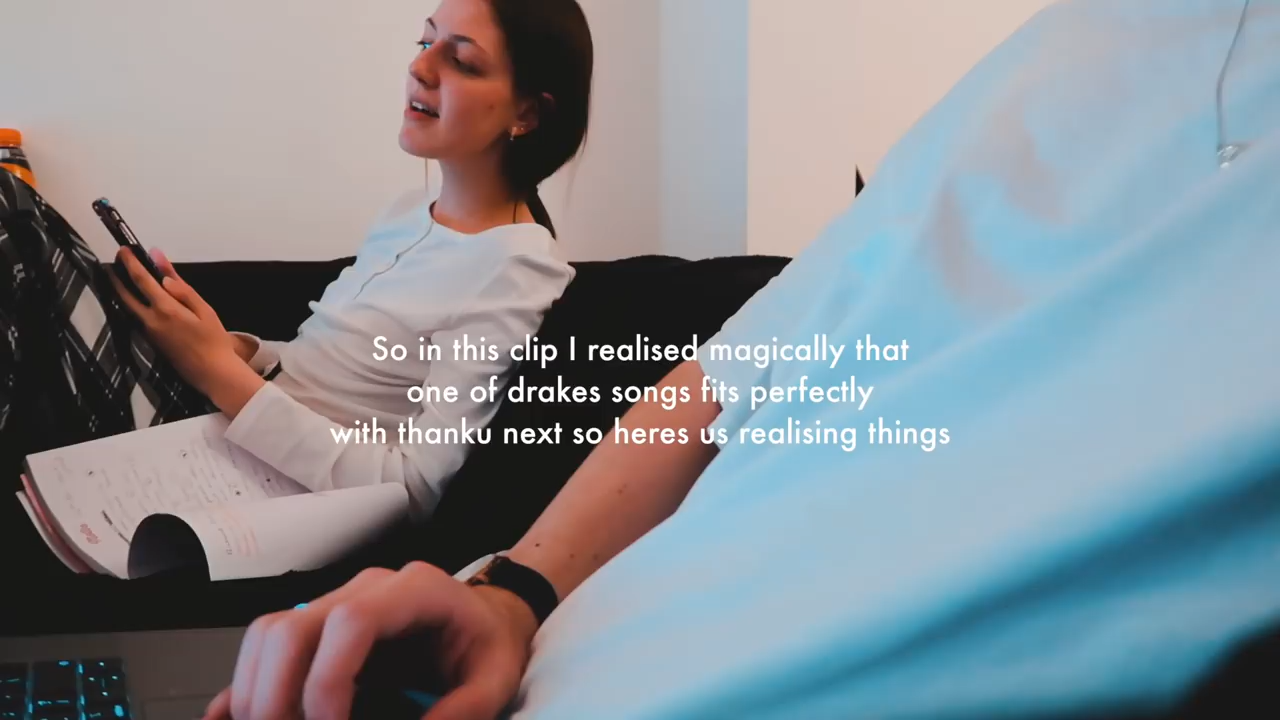 So in this clip I realised magically that
one of drakes songs fits perfectly
with thanku next so heres us realising things